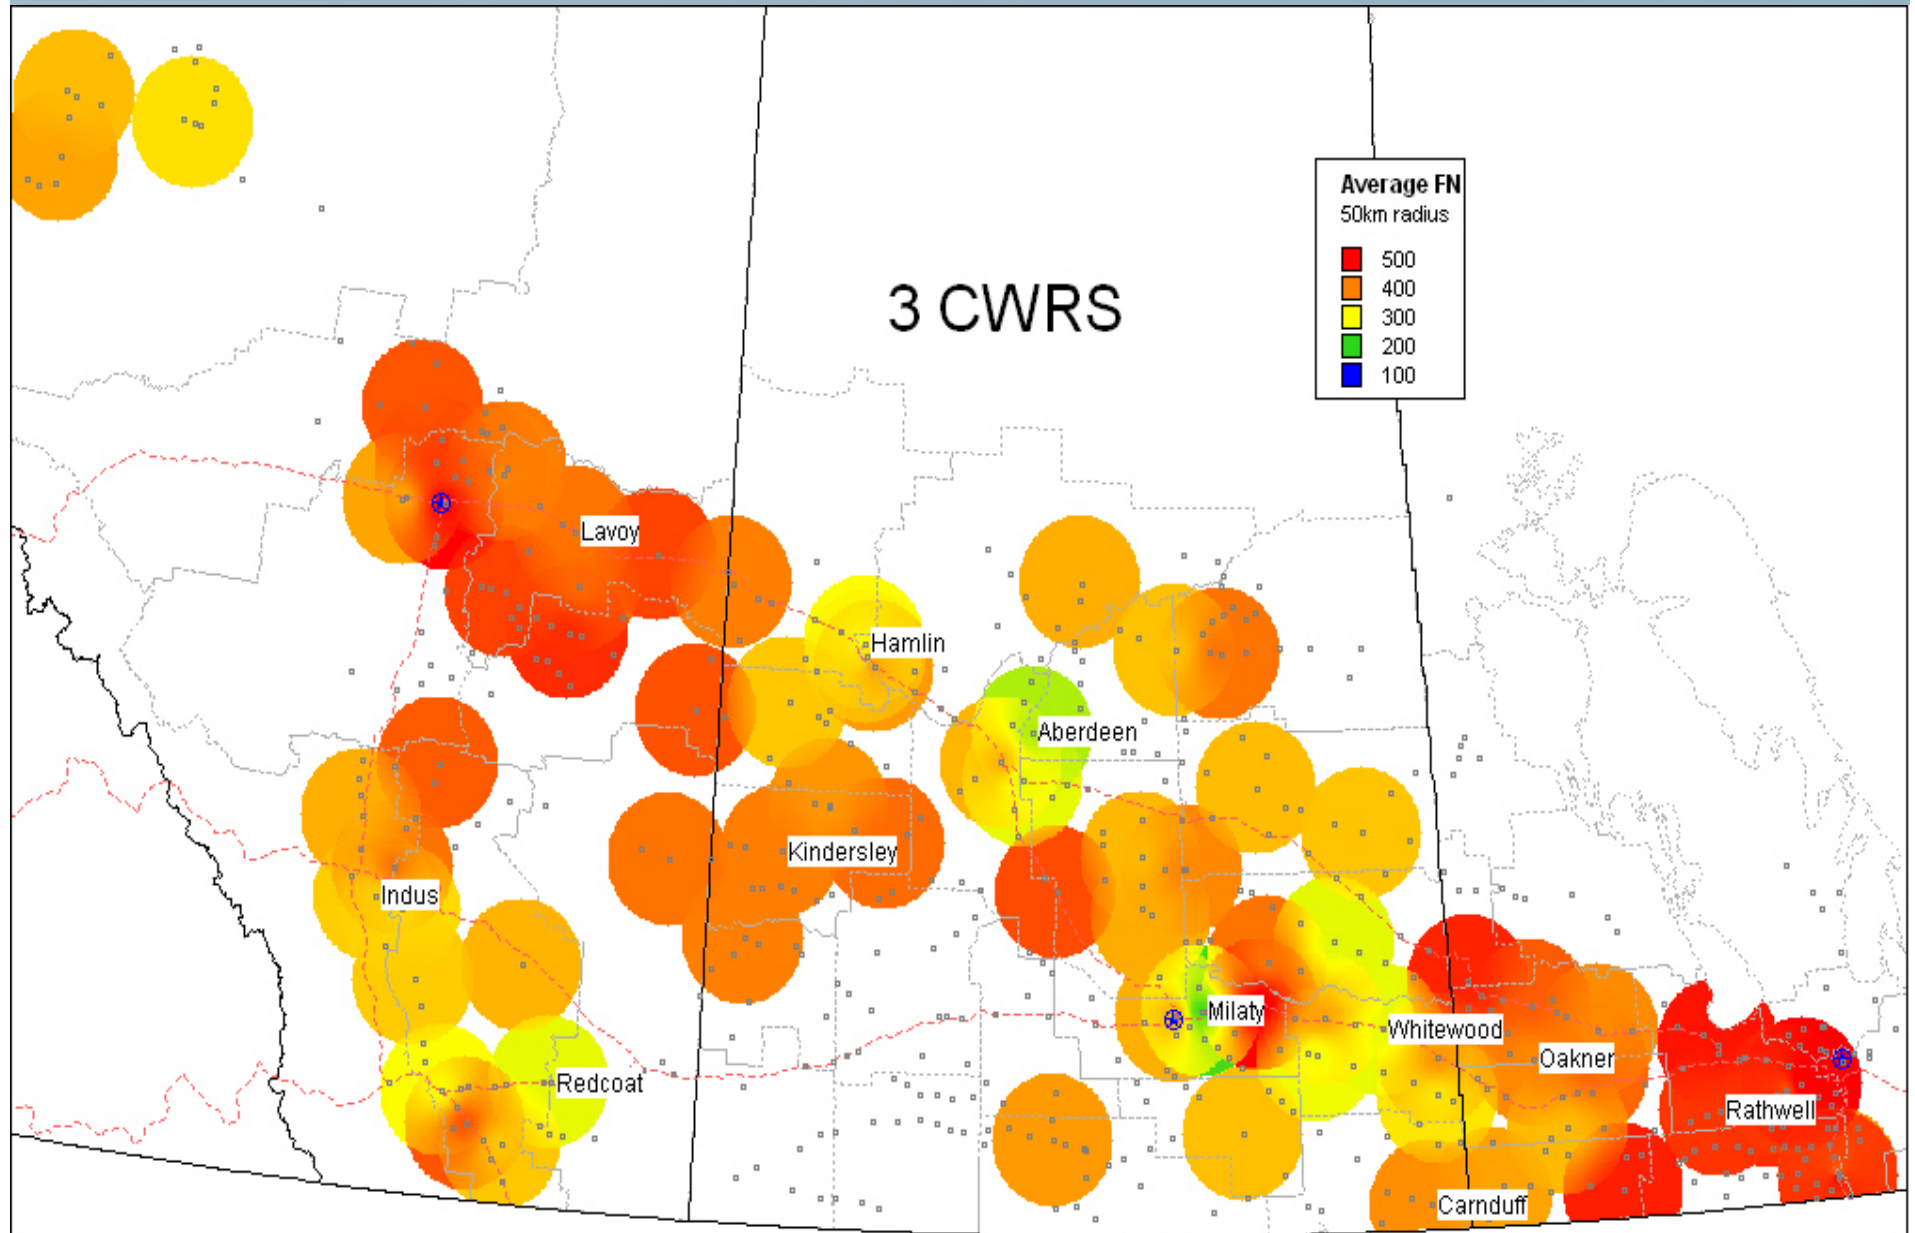 Average FN
50km radius
500
400
300
200
100
3 CWRS
Lavoy
Hamlin
Aberdeen
Kindersley
Indus
Milaty
Whitewood
Oakner
Redcoat
Rathwell
Carnduff